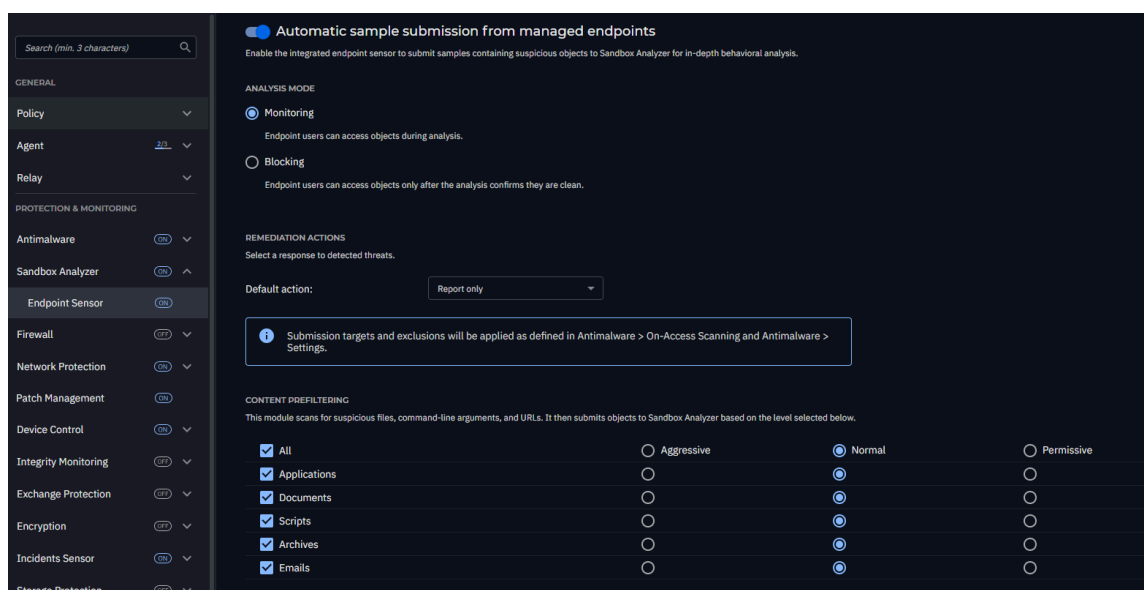 Search (min. 3 characters)
GENERAL
Policy
Agent 2/3
Relay
PROTECTION & MONITORING
Antimalware ON
Sandbox Analyzer ON
Endpoint Sensor ON
Firewall OFF
Network Protection ON
Patch Management ON
Device Control ON
Integrity Monitoring OFF
Exchange Protection OFF
Encryption OFF
Incidents Sensor ON
Storage Protection OFF
Automatic sample submission from managed endpoints
Enable the integrated endpoint sensor to submit samples containing suspicious objects to Sandbox Analyzer for in-depth behavioral analysis.
ANALYSIS MODE
Monitoring
Endpoint users can access objects during analysis.
Blocking
Endpoint users can access objects only after the analysis confirms they are clean.
REMEDIATION ACTIONS
Select a response to detected threats.
Default action: Report only
Submission targets and exclusions will be applied as defined in Antimalware > On-Access Scanning and Antimalware >
Settings.
CONTENT PREFILTERING
This module scans for suspicious files, command-line arguments, and URLs. It then submits objects to Sandbox Analyzer based on the level selected below.
All Aggressive Normal Permissive
Applications
Documents
Scripts
Archives
Emails